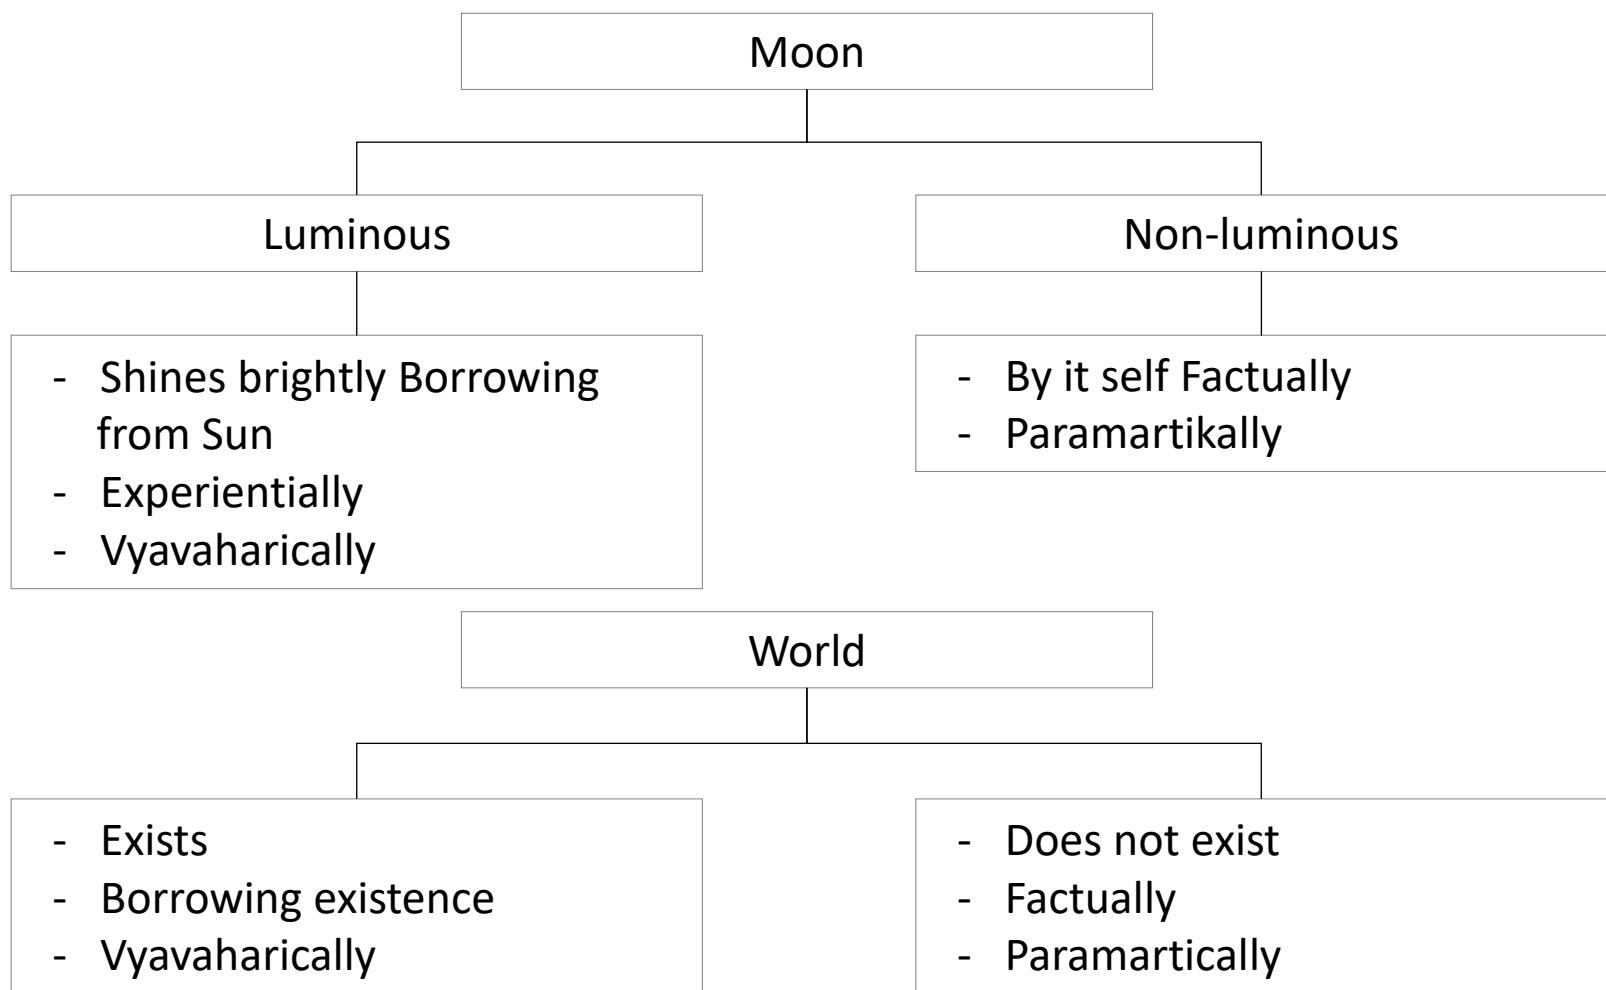 Moon
Luminous
Non-luminous
- Shines brightly Borrowing
from Sun
- Experientially
- Vyavaharically
- By it self Factually
- Paramartikally
World
- Exists
- Borrowing existence
- Vyavaharically
- Does not exist
- Factually
- Paramartically